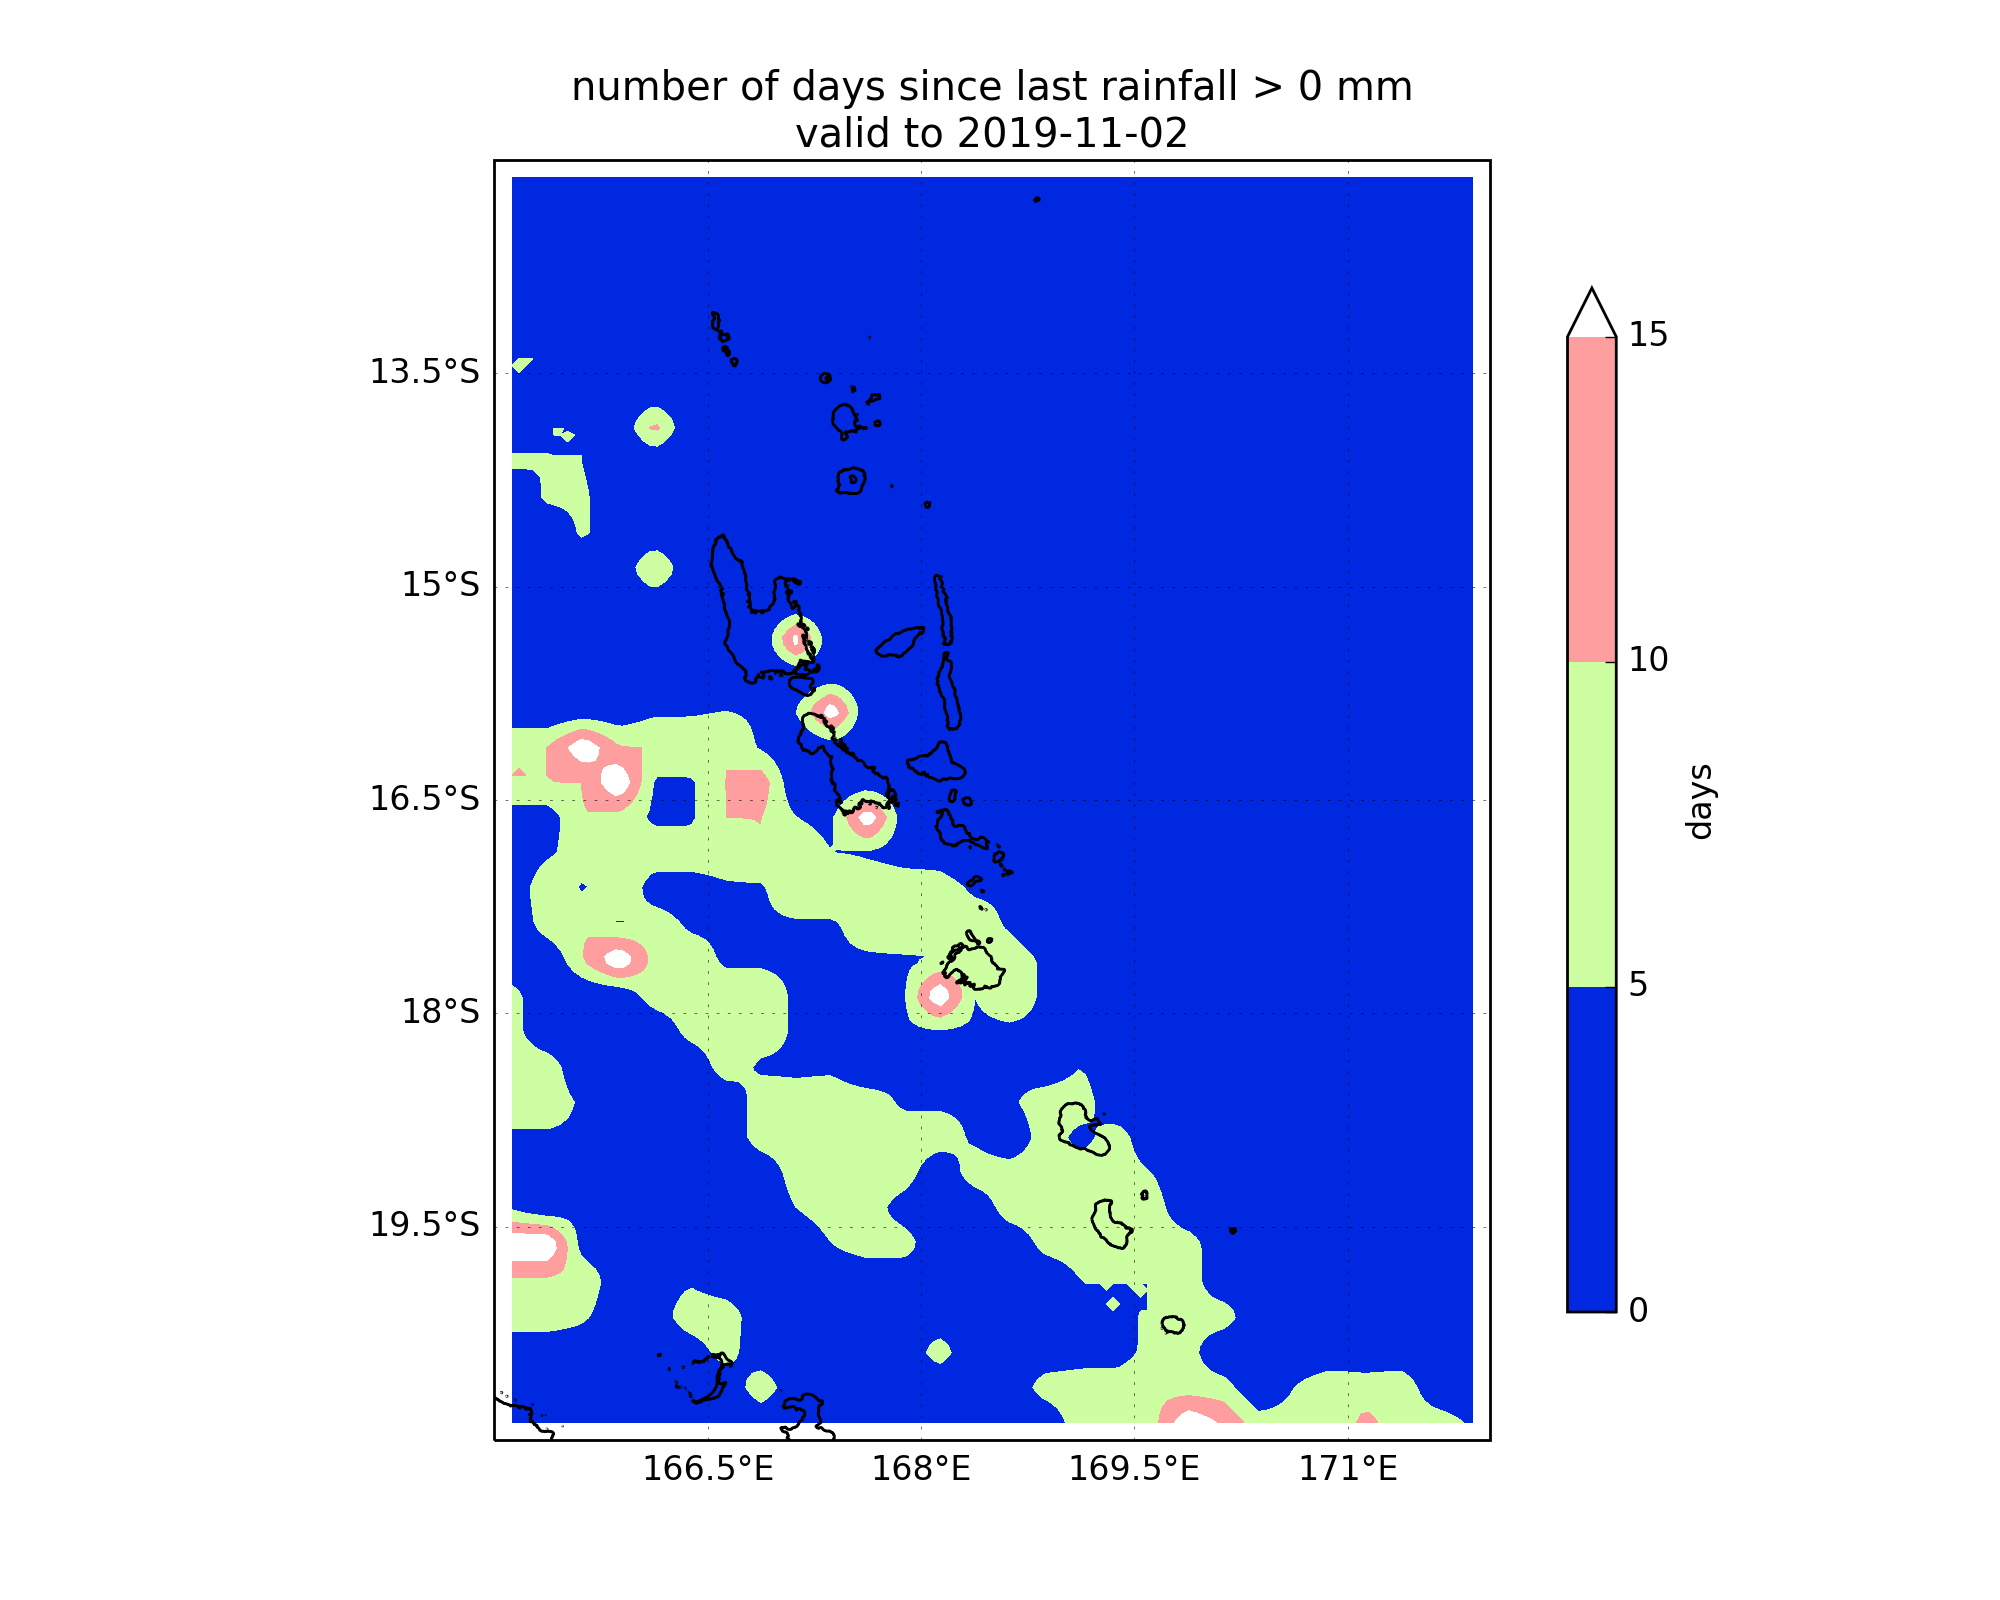 number of days since last rainfall > 0 mm
valid to 2019-11-02
13.5°S
15°S
16.5°S
18°S
19.5°S
166.5°E
168°E
169.5°E
171°E
15
10
5
0
days